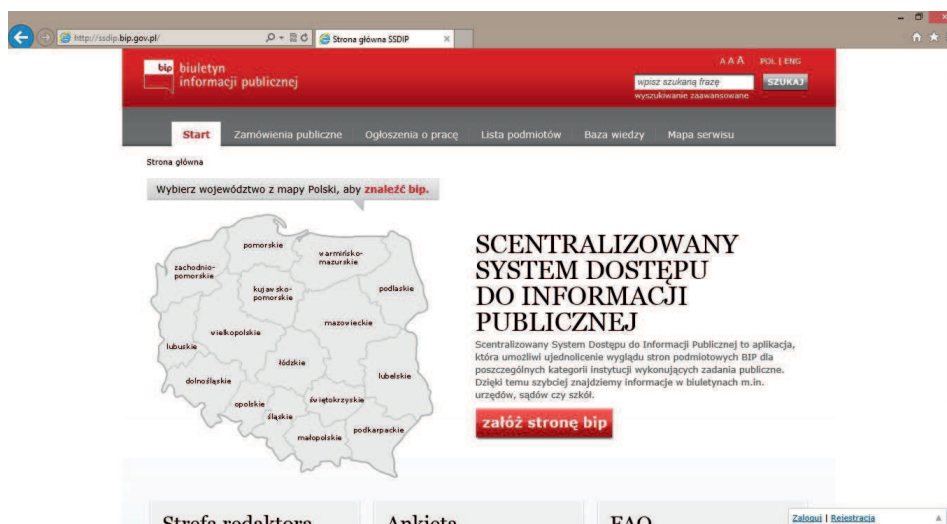 http://ssdip.bip.gov.pl/
Strona główna SSDIP
bip biuletyn
informacji publicznej
A A A POL | ENG
wpisz szukaną frazę SZUKAJ
wyszukiwanie zaawansowane
Start Zamówienia publiczne Ogłoszenia o pracę Lista podmiotów Baza wiedzy Mapa serwisu
Strona główna
Wybierz województwo z mapy Polski, aby znaleźć bip.
pomorskie
warmińsko-
mazurskie
zachodnio-
pomorskie
kujawsko-
pomorskie
podlaskie
mazowieckie
wielkopolskie
lubuskie
łódzkie
lubelskie
dolnośląskie
opolskie
świętokrzyskie
śląskie
podkarpackie
małopolskie
SCENTRALIZOWANY
SYSTEM DOSTĘPU
DO INFORMACJI
PUBLICZNEJ
Scentralizowany System Dostępu do Informacji Publicznej to aplikacja,
która umożliwi ujednolicenie wyglądu stron podmiotowych BIP dla
poszczególnych kategorii instytucji wykonujących zadania publiczne.
Dzięki temu szybciej znajdziemy informacje w biuletynach m.in.
urzędów, sądów czy szkół.
załóż stronę bip
Strefa redaktora Ankieta FAQ
Zaloguj | Rejestracja